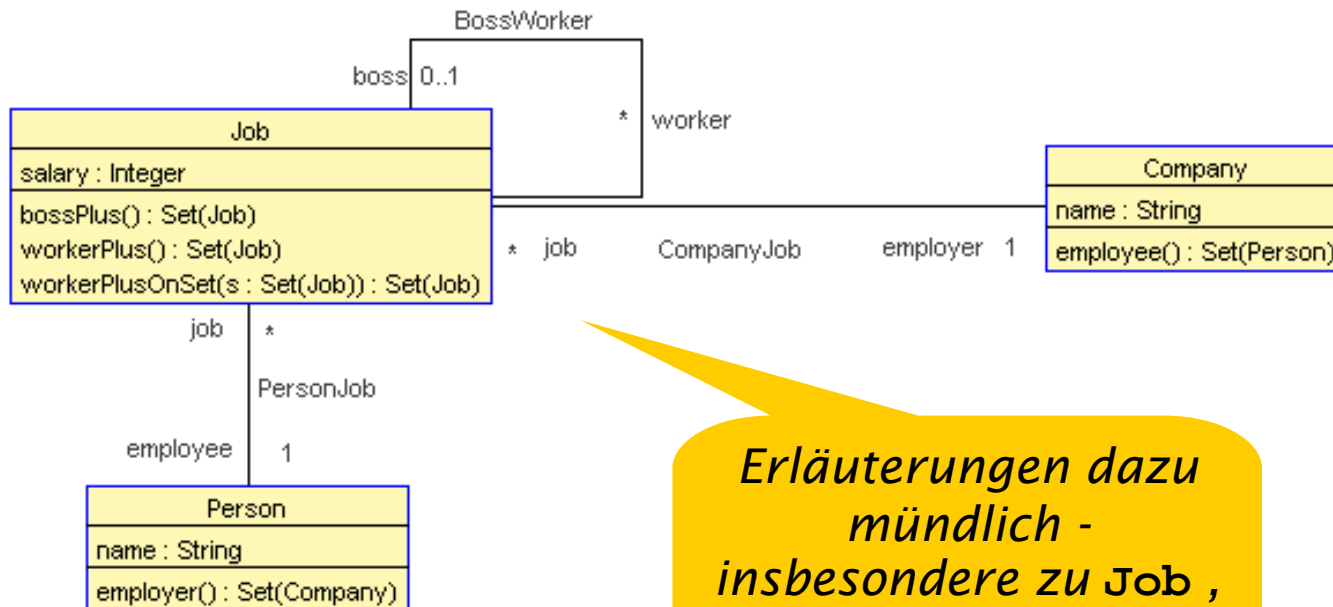 BossWorker
boss 0..1
* worker
Job
salary : Integer
bossPlus() : Set(Job)
workerPlus() : Set(Job)
workerPlusOnSet(s : Set(Job)) : Set(Job)
Company
name : String
employee() : Set(Person)
* job CompanyJob employer 1
job *
PersonJob
employee 1
Person
name : String
employer() : Set(Company)
Erläuterungen dazu
mündlich -
insbesondere zu Job ,